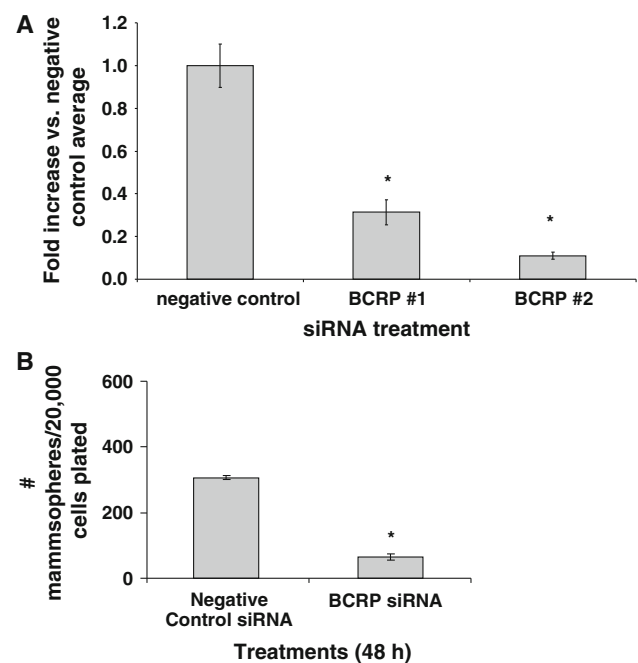 A
Fold increase vs. negative
control average
1.2
1.0
0.8
0.6
0.4
0.2
0.0
*
*
negative control
BCRP #1
BCRP #2
siRNA treatment
B
#
mammsopheres/20,000
cells plated
600
400
200
0
*
Negative
Control siRNA
BCRP siRNA
Treatments (48 h)